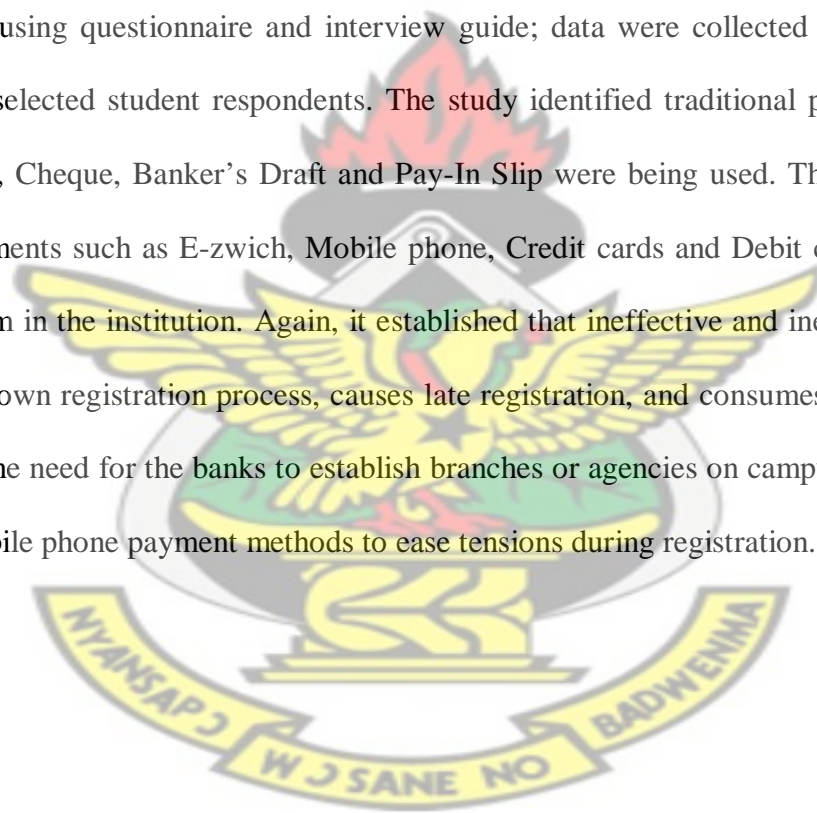 using questionnaire and interview guide; data were collected
selected student respondents. The study identified traditional p
, Cheque, Banker’s Draft and Pay-In Slip were being used. Th
ments such as E-zwich, Mobile phone, Credit cards and Debit
m in the institution. Again, it established that ineffective and ine
own registration process, causes late registration, and consumes
he need for the banks to establish branches or agencies on camp
bile phone payment methods to ease tensions during registration.
NYANSAPƆ WƆ SANE NO BADWENMA